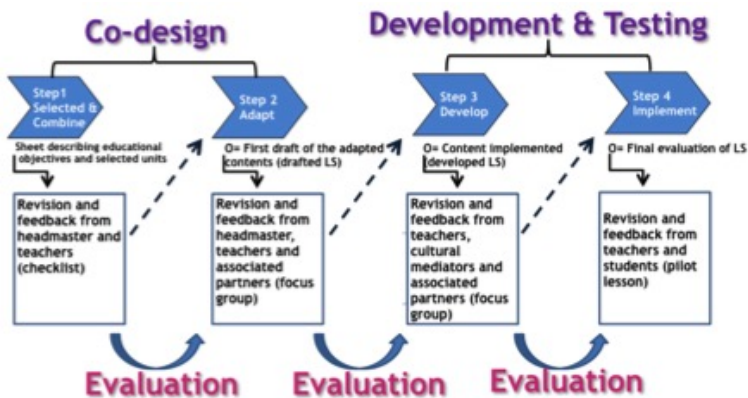 Co-design
Development & Testing
Step1
Selected &
Combine
Step 2
Adapt
Step 3
Develop
Step 4
Implement
Sheet describing educational
objectives and selected units
O= First draft of the adapted
contents (drafted LS)
O= Content implemented
(developed LS)
O= Final evaluation of LS
Revision and
feedback from
headmaster and
teachers
(checklist)
Revision and
feedback from
headmaster,
teachers and
associated
partners (focus
group)
Revision and
feedback from
teachers,
cultural
mediators and
associated
partners (focus
group)
Revision and
feedback from
teachers and
students (pilot
lesson)
Evaluation
Evaluation
Evaluation